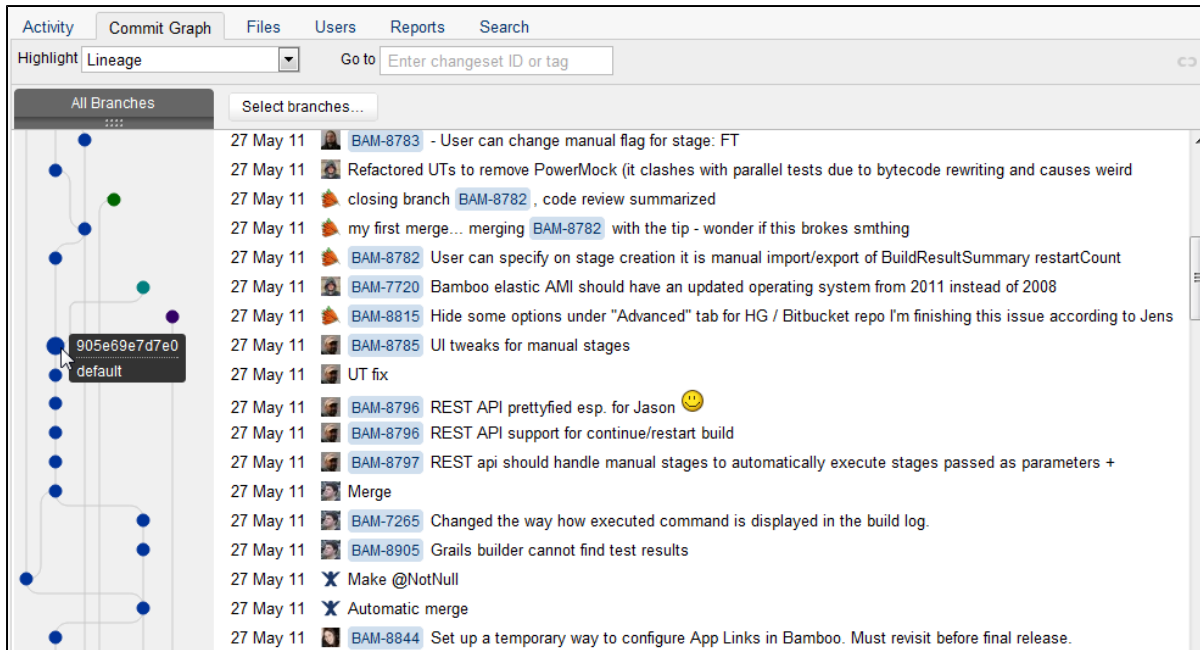 Activity Commit Graph Files Users Reports Search
Highlight Lineage Go to Enter changeset ID or tag
All Branches Select branches...
27 May 11 BAM-8783 - User can change manual flag for stage: FT
27 May 11 Refactored UTs to remove PowerMock (it clashes with parallel tests due to bytecode rewriting and causes weird
27 May 11 closing branch BAM-8782 , code review summarized
27 May 11 my first merge... merging BAM-8782 with the tip - wonder if this brokes smthing
27 May 11 BAM-8782 User can specify on stage creation it is manual import/export of BuildResultSummary restartCount
27 May 11 BAM-7720 Bamboo elastic AMI should have an updated operating system from 2011 instead of 2008
27 May 11 BAM-8815 Hide some options under "Advanced" tab for HG / Bitbucket repo I'm finishing this issue according to Jens
905e69e7d7e0 27 May 11 BAM-8785 UI tweaks for manual stages
default 27 May 11 UT fix
27 May 11 BAM-8796 REST API prettyfied esp. for Jason
27 May 11 BAM-8796 REST API support for continue/restart build
27 May 11 BAM-8797 REST api should handle manual stages to automatically execute stages passed as parameters +
27 May 11 Merge
27 May 11 BAM-7265 Changed the way how executed command is displayed in the build log.
27 May 11 BAM-8905 Grails builder cannot find test results
27 May 11 Make @NotNull
27 May 11 Automatic merge
27 May 11 BAM-8844 Set up a temporary way to configure App Links in Bamboo. Must revisit before final release.